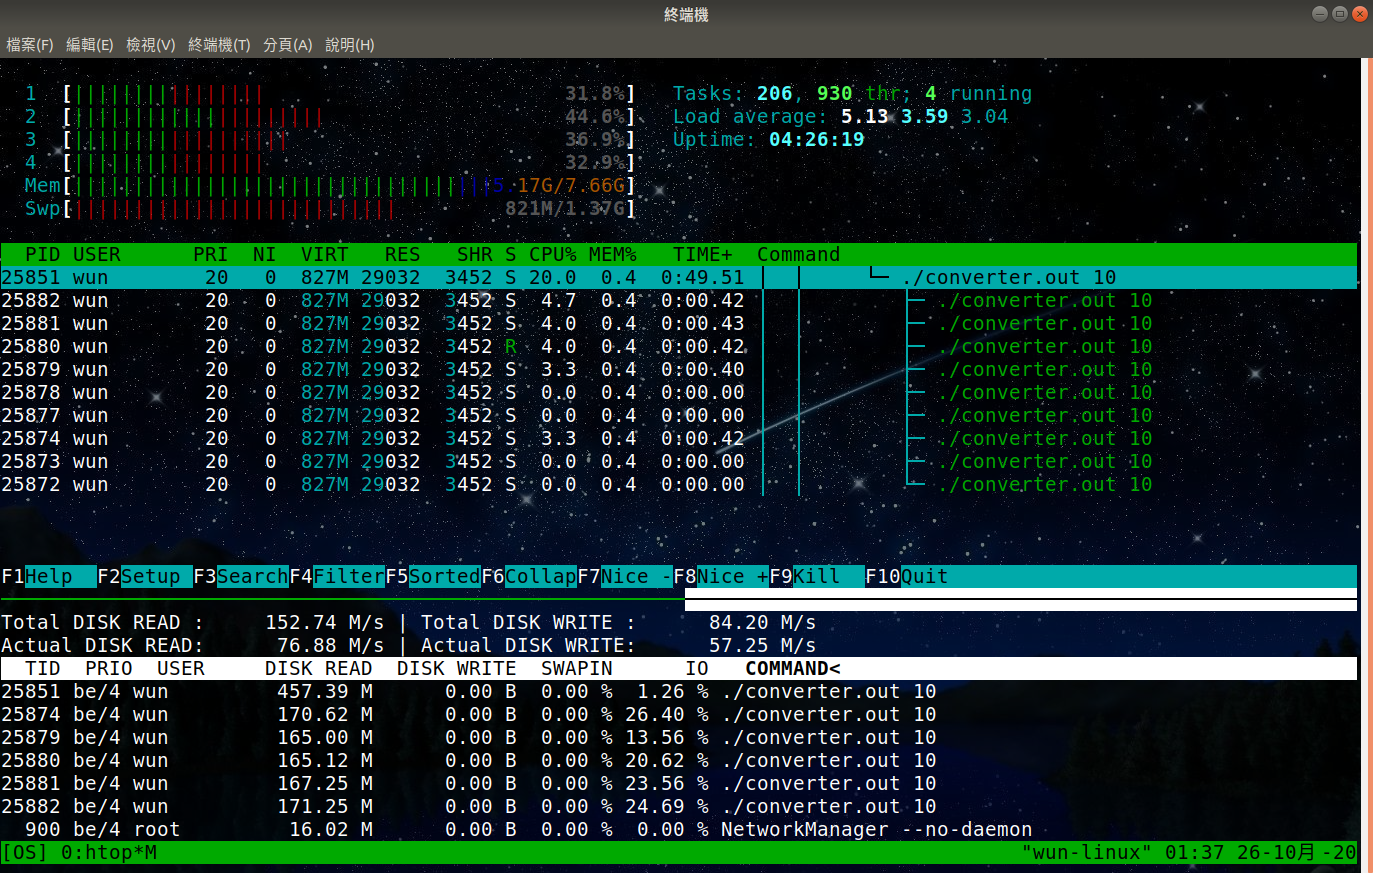 終端機
檔案(F) 編輯(E) 檢視(V) 終端機(T) 分頁(A) 說明(H)
1 [|||||||||||||||| 31.8%] Tasks: 206, 930 thr; 4 running
2 [||||||||||||||||||||| 44.6%] Load average: 5.13 3.59 3.04
3 [|||||||||||||||||| 36.9%] Uptime: 04:26:19
4 [|||||||||||||||| 32.9%]
Mem[|||||||||||||||||||||||||||||||||||5.17G/7.66G]
Swp[||||||||||||||||||||||||||| 821M/1.37G]
PID USER PRI NI VIRT RES SHR S CPU% MEM% TIME+ Command
25851 wun 20 0 827M 29032 3452 S 20.0 0.4 0:49.51 │ │ └─ ./converter.out 10
25882 wun 20 0 827M 29032 3452 S 4.7 0.4 0:00.42 │ │ ├─ ./converter.out 10
25881 wun 20 0 827M 29032 3452 S 4.0 0.4 0:00.43 │ │ ├─ ./converter.out 10
25880 wun 20 0 827M 29032 3452 R 4.0 0.4 0:00.42 │ │ ├─ ./converter.out 10
25879 wun 20 0 827M 29032 3452 S 3.3 0.4 0:00.40 │ │ ├─ ./converter.out 10
25878 wun 20 0 827M 29032 3452 S 0.0 0.4 0:00.00 │ │ ├─ ./converter.out 10
25877 wun 20 0 827M 29032 3452 S 0.0 0.4 0:00.00 │ │ ├─ ./converter.out 10
25874 wun 20 0 827M 29032 3452 S 3.3 0.4 0:00.42 │ │ ├─ ./converter.out 10
25873 wun 20 0 827M 29032 3452 S 0.0 0.4 0:00.00 │ │ ├─ ./converter.out 10
25872 wun 20 0 827M 29032 3452 S 0.0 0.4 0:00.00 │ │ └─ ./converter.out 10
F1Help F2Setup F3SearchF4FilterF5SortedF6CollapF7Nice -F8Nice +F9Kill F10Quit
Total DISK READ : 152.74 M/s | Total DISK WRITE : 84.20 M/s
Actual DISK READ: 76.88 M/s | Actual DISK WRITE: 57.25 M/s
TID PRIO USER DISK READ DISK WRITE SWAPIN IO COMMAND<
25851 be/4 wun 457.39 M 0.00 B 0.00 % 1.26 % ./converter.out 10
25874 be/4 wun 170.62 M 0.00 B 0.00 % 26.40 % ./converter.out 10
25879 be/4 wun 165.00 M 0.00 B 0.00 % 13.56 % ./converter.out 10
25880 be/4 wun 165.12 M 0.00 B 0.00 % 20.62 % ./converter.out 10
25881 be/4 wun 167.25 M 0.00 B 0.00 % 23.56 % ./converter.out 10
25882 be/4 wun 171.25 M 0.00 B 0.00 % 24.69 % ./converter.out 10
900 be/4 root 16.02 M 0.00 B 0.00 % 0.00 % NetworkManager --no-daemon
[OS] 0:htop*M "wun-linux" 01:37 26-10月-20